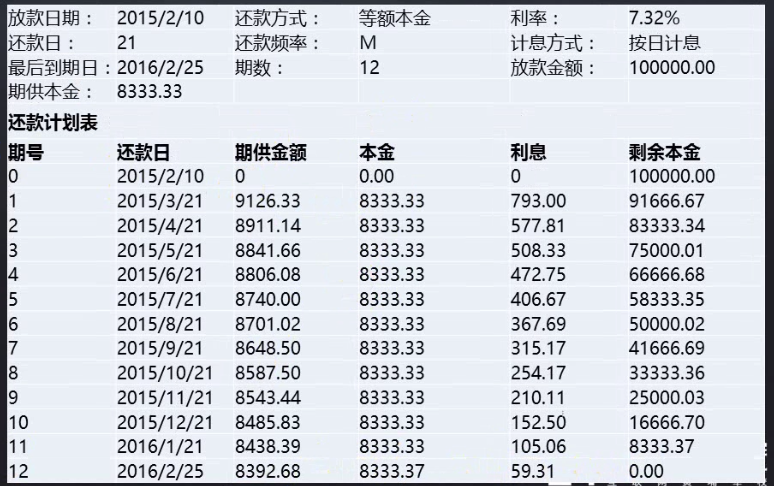 放款日期： 2015/2/10 还款方式： 等额本金 利率： 7.32%
还款日： 21 还款频率： M 计息方式： 按日计息
最后到期日： 2016/2/25 期数： 12 放款金额： 100000.00
期供本金： 8333.33
还款计划表
期号 还款日 期供金额 本金 利息 剩余本金
0 2015/2/10 0 0.00 0 100000.00
1 2015/3/21 9126.33 8333.33 793.00 91666.67
2 2015/4/21 8911.14 8333.33 577.81 83333.34
3 2015/5/21 8841.66 8333.33 508.33 75000.01
4 2015/6/21 8806.08 8333.33 472.75 66666.68
5 2015/7/21 8740.00 8333.33 406.67 58333.35
6 2015/8/21 8701.02 8333.33 367.69 50000.02
7 2015/9/21 8648.50 8333.33 315.17 41666.69
8 2015/10/21 8587.50 8333.33 254.17 33333.36
9 2015/11/21 8543.44 8333.33 210.11 25000.03
10 2015/12/21 8485.83 8333.33 152.50 16666.70
11 2016/1/21 8438.39 8333.33 105.06 8333.37
12 2016/2/25 8392.68 8333.37 59.31 0.00